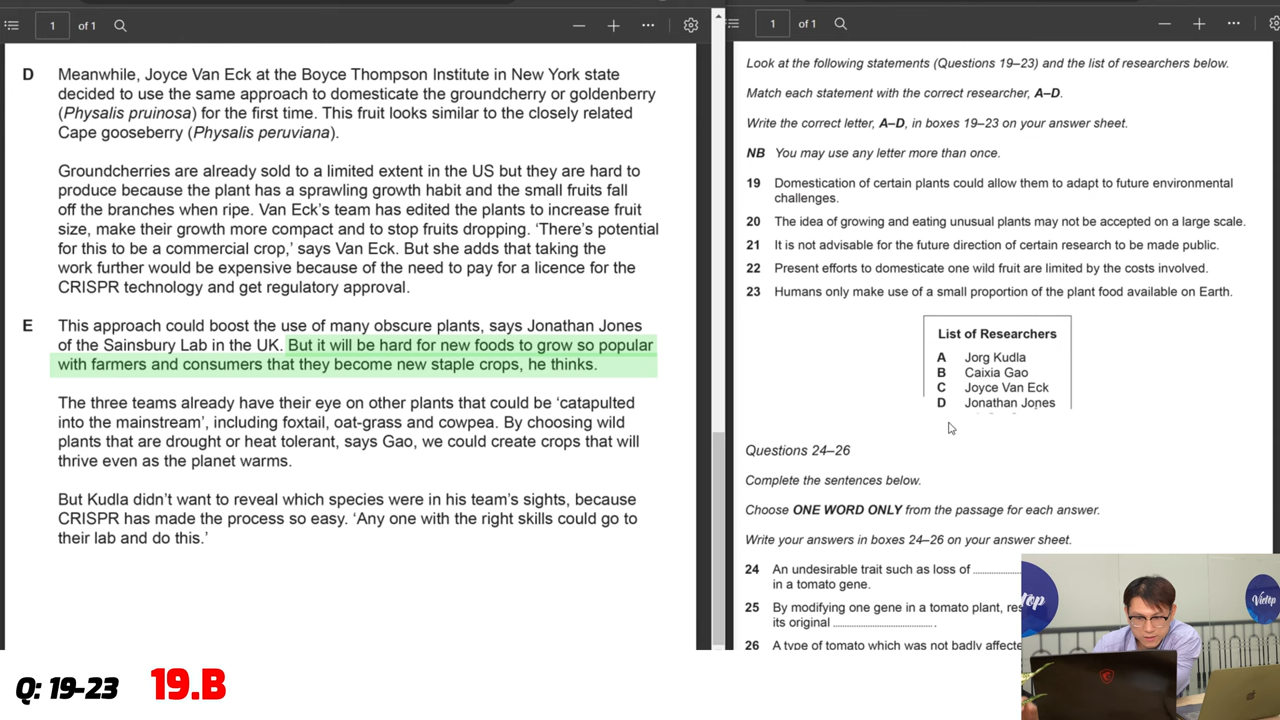 1 of 1
D Meanwhile, Joyce Van Eck at the Boyce Thompson Institute in New York state
decided to use the same approach to domesticate the groundcherry or goldenberry
(Physalis pruinosa) for the first time. This fruit looks similar to the closely related
Cape gooseberry (Physalis peruviana).
Groundcherries are already sold to a limited extent in the US but they are hard to
produce because the plant has a sprawling growth habit and the small fruits fall
off the branches when ripe. Van Eck's team has edited the plants to increase fruit
size, make their growth more compact and to stop fruits dropping. 'There's potential
for this to be a commercial crop,' says Van Eck. But she adds that taking the
work further would be expensive because of the need to pay for a licence for the
CRISPR technology and get regulatory approval.
E This approach could boost the use of many obscure plants, says Jonathan Jones
of the Sainsbury Lab in the UK. But it will be hard for new foods to grow so popular
with farmers and consumers that they become new staple crops, he thinks.
The three teams already have their eye on other plants that could be 'catapulted
into the mainstream', including foxtail, oat-grass and cowpea. By choosing wild
plants that are drought or heat tolerant, says Gao, we could create crops that will
thrive even as the planet warms.
But Kudla didn't want to reveal which species were in his team's sights, because
CRISPR has made the process so easy. 'Any one with the right skills could go to
their lab and do this.'
1 of 1
Look at the following statements (Questions 19–23) and the list of researchers below.
Match each statement with the correct researcher, A–D.
Write the correct letter, A–D, in boxes 19–23 on your answer sheet.
NB You may use any letter more than once.
19 Domestication of certain plants could allow them to adapt to future environmental
challenges.
20 The idea of growing and eating unusual plants may not be accepted on a large scale.
21 It is not advisable for the future direction of certain research to be made public.
22 Present efforts to domesticate one wild fruit are limited by the costs involved.
23 Humans only make use of a small proportion of the plant food available on Earth.
List of Researchers
A Jorg Kudla
B Caixia Gao
C Joyce Van Eck
D Jonathan Jones
Questions 24–26
Complete the sentences below.
Choose ONE WORD ONLY from the passage for each answer.
Write your answers in boxes 24–26 on your answer sheet.
24 An undesirable trait such as loss of ....................
in a tomato gene.
25 By modifying one gene in a tomato plant, res
its original .............................. .
26 A type of tomato which was not badly affecte
Top
VieTop
Q: 19-23 19.B